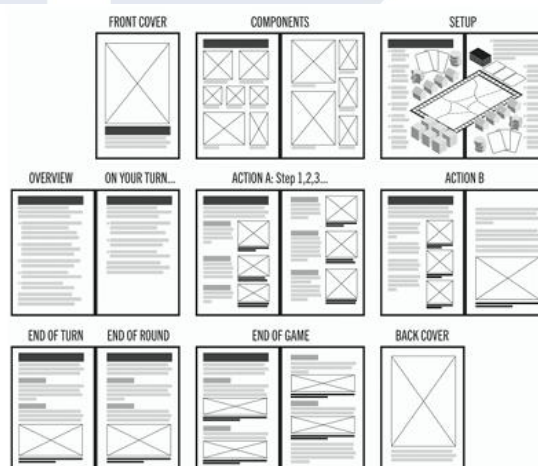 FRONT COVER
COMPONENTS
SETUP
OVERVIEW
ON YOUR TURN...
ACTION A: Step 1,2,3...
ACTION B
END OF TURN
END OF ROUND
END OF GAME
BACK COVER